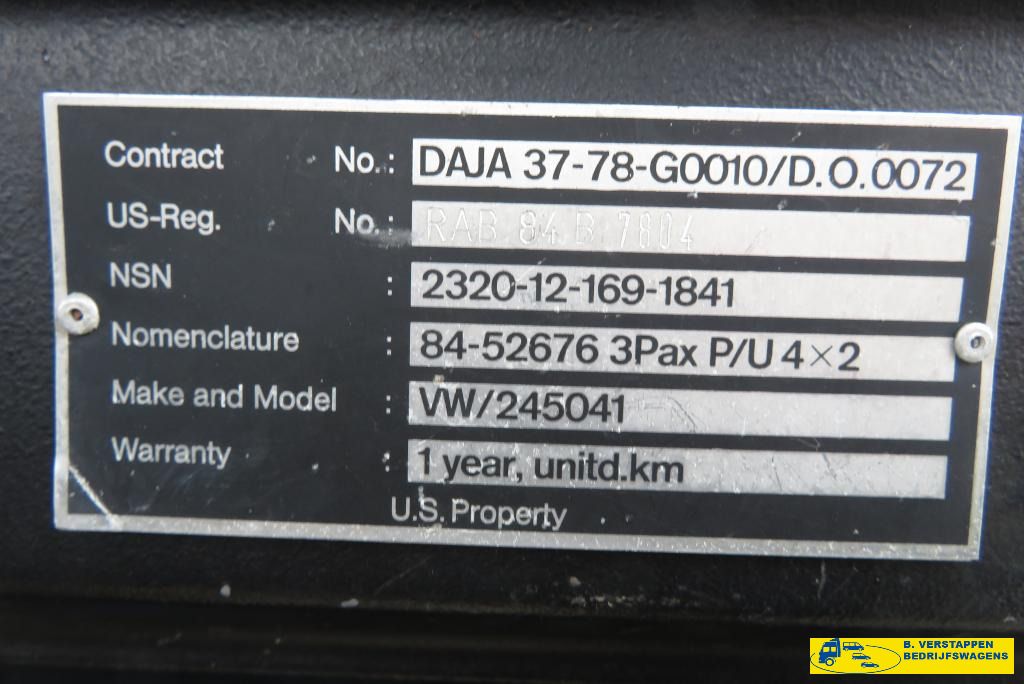 Contract No.: DAJA 37-78-G0010/D.O.0072
US-Reg. No.: RAB 84 B 7804
NSN : 2320-12-169-1841
Nomenclature : 84-52676 3Pax P/U 4×2
Make and Model : VW/245041
Warranty : 1 year, unitd.km
U.S. Property
B. VERSTAPPEN
BEDRIJFSWAGENS